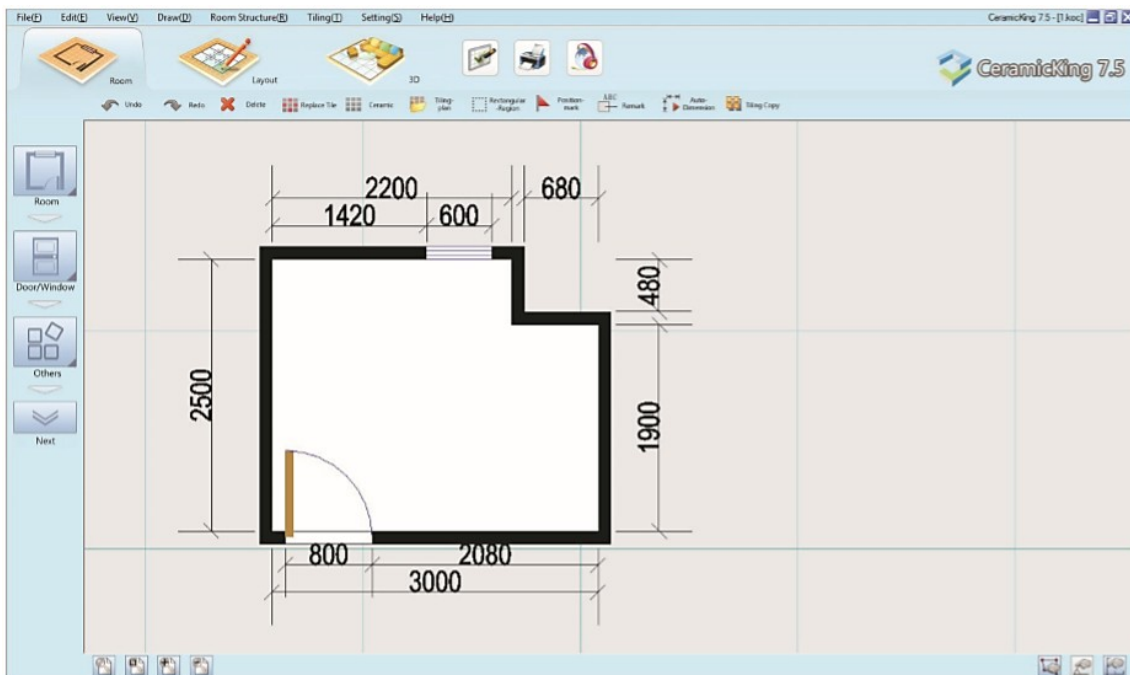 File(F) Edit(E) View(V) Draw(D) Room Structure(R) Tiling(T) Setting(S) Help(H) CeramicKing 7.5 - [1.koc]
Room Layout 3D CeramicKing 7.5
Undo Redo Delete Replace Tile Ceramic Tiling-plan Rectangular-Region Position-mark Remark Auto-Dimension Tiling Copy
Room
Door/Window
Others
Next
2200 680
1420 600
480
2500
1900
800 2080
3000